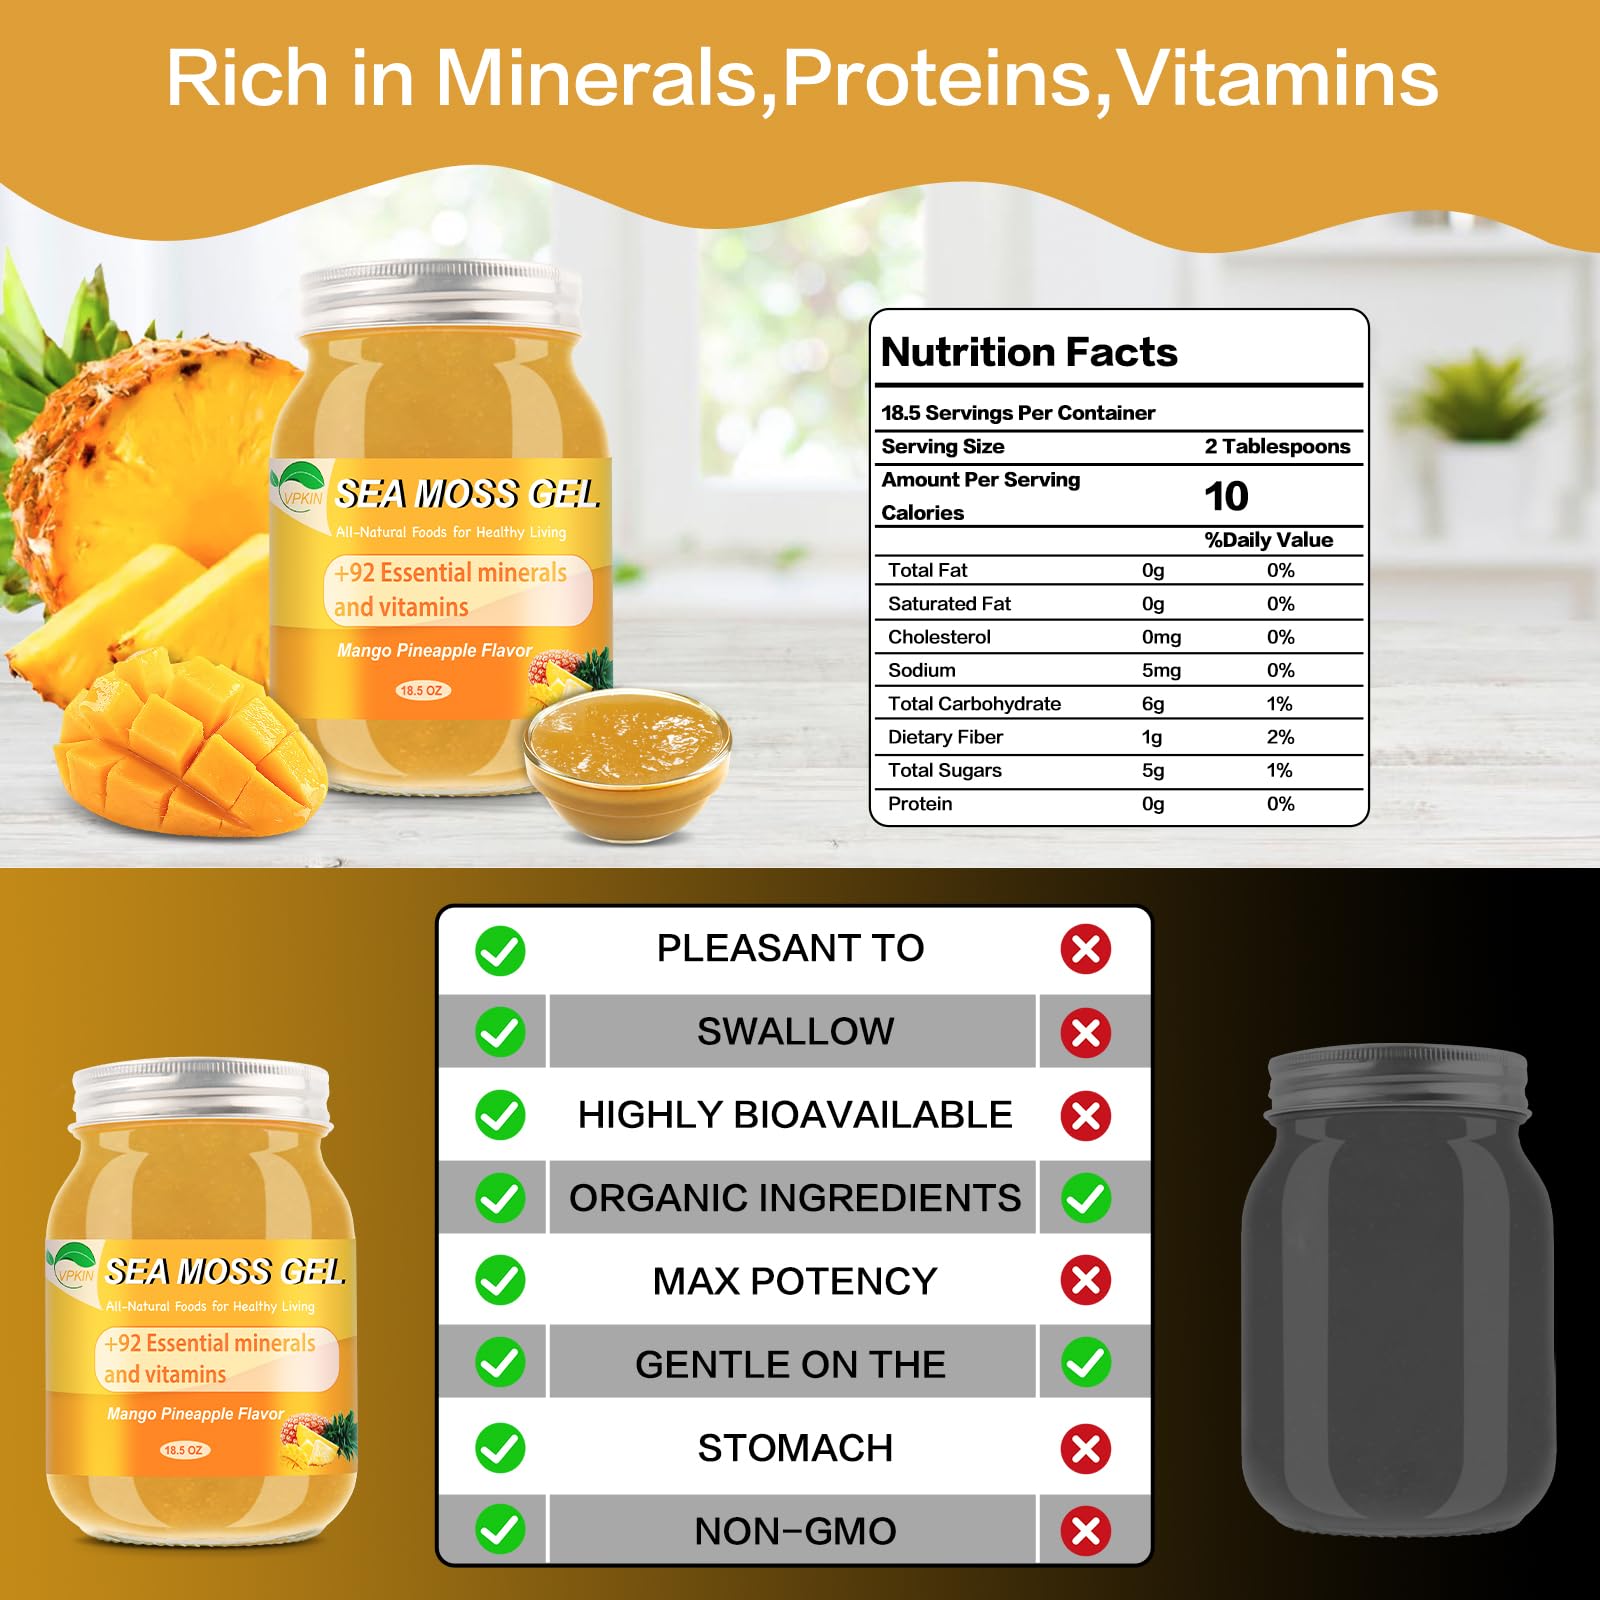 Rich in Minerals,Proteins,Vitamins
VPKIN
SEA MOSS GEL
All-Natural Foods for Healthy Living
+92 Essential minerals
and vitamins
Mango Pineapple Flavor
18.5 OZ
Nutrition Facts
18.5 Servings Per Container
Serving Size 2 Tablespoons
Amount Per Serving
Calories 10
%Daily Value
Total Fat 0g 0%
Saturated Fat 0g 0%
Cholesterol 0mg 0%
Sodium 5mg 0%
Total Carbohydrate 6g 1%
Dietary Fiber 1g 2%
Total Sugars 5g 1%
Protein 0g 0%
PLEASANT TO
SWALLOW
HIGHLY BIOAVAILABLE
ORGANIC INGREDIENTS
MAX POTENCY
GENTLE ON THE
STOMACH
NON-GMO
VPKIN
SEA MOSS GEL
All-Natural Foods for Healthy Living
+92 Essential minerals
and vitamins
Mango Pineapple Flavor
18.5 OZ